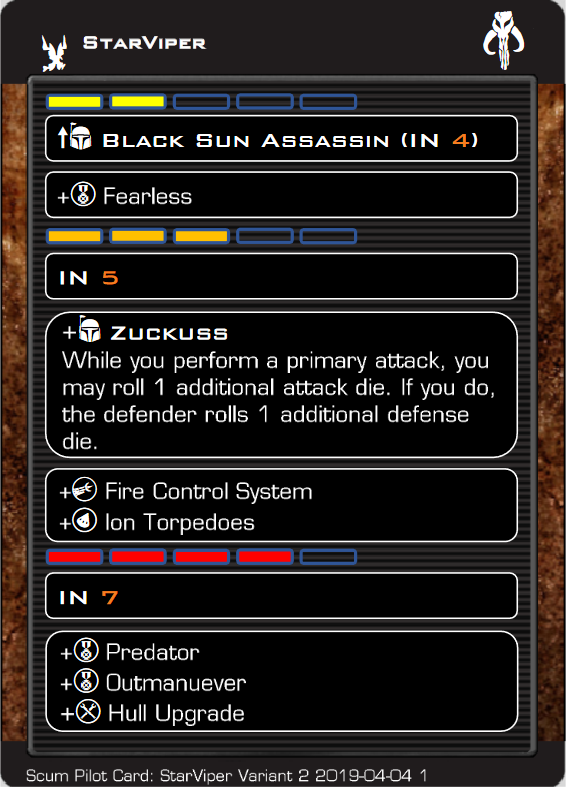 StarViper
Black Sun Assassin (IN 4)
+ Fearless
IN 5
+ Zuckuss
While you perform a primary attack, you
may roll 1 additional attack die. If you do,
the defender rolls 1 additional defense
die.
+ Fire Control System
+ Ion Torpedoes
IN 7
+ Predator
+ Outmanuever
+ Hull Upgrade
Scum Pilot Card: StarViper Variant 2 2019-04-04 1